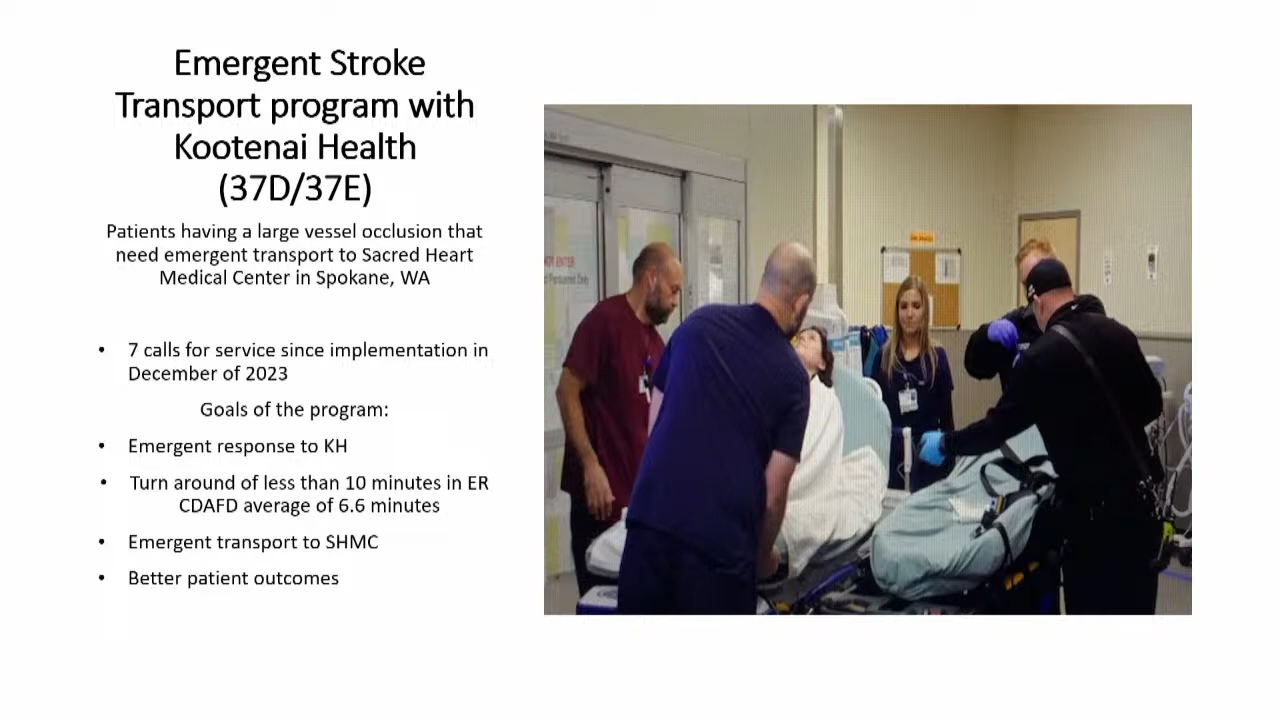 Emergent Stroke
Transport program with
Kootenai Health
(37D/37E)
Patients having a large vessel occlusion that
need emergent transport to Sacred Heart
Medical Center in Spokane, WA
• 7 calls for service since implementation in
December of 2023
Goals of the program:
• Emergent response to KH
• Turn around of less than 10 minutes in ER
CDAFD average of 6.6 minutes
• Emergent transport to SHMC
• Better patient outcomes
ENTER
Personnel Only